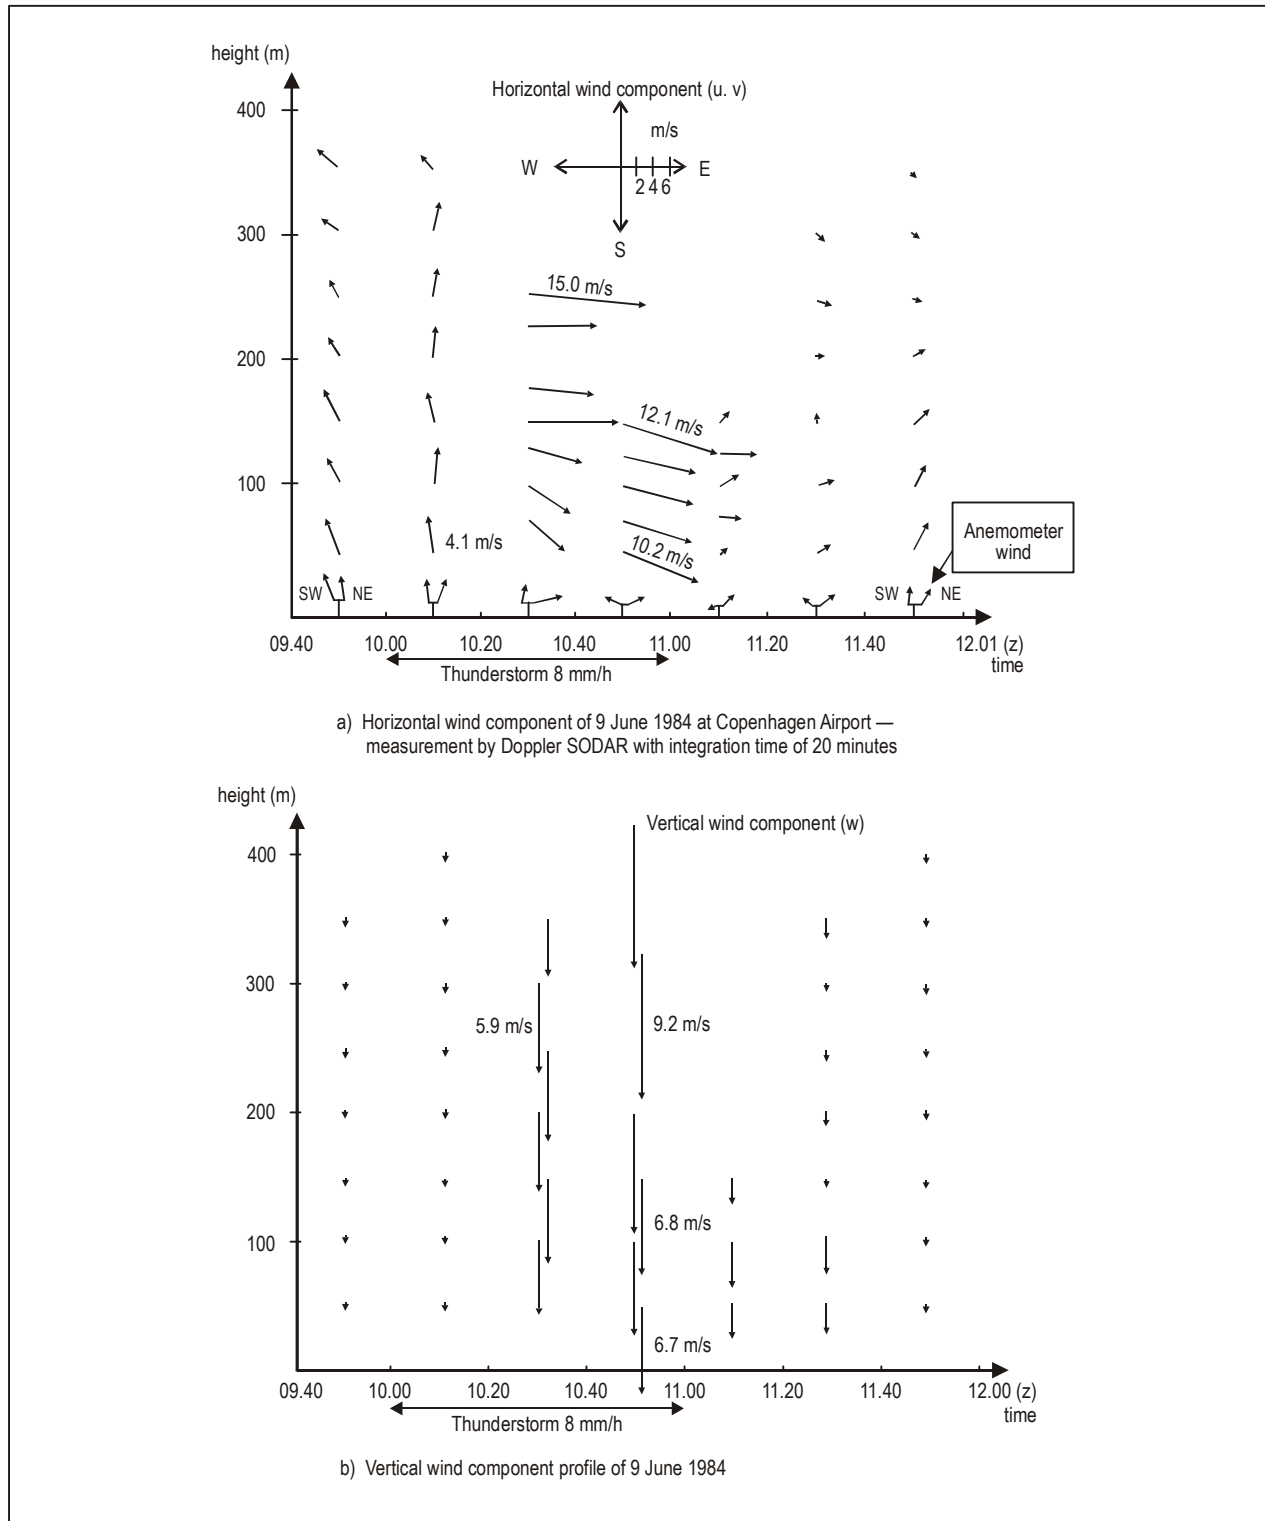 height (m)
Horizontal wind component (u. v)
400
m/s
W
E
2 4 6
300
S
15.0 m/s
200
12.1 m/s
100
4.1 m/s
10.2 m/s
Anemometer
wind
SW NE
SW NE
09.40 10.00 10.20 10.40 11.00 11.20 11.40 12.01 (z)
time
Thunderstorm 8 mm/h
a) Horizontal wind component of 9 June 1984 at Copenhagen Airport —
measurement by Doppler SODAR with integration time of 20 minutes
height (m)
Vertical wind component (w)
400
300
5.9 m/s
9.2 m/s
200
6.8 m/s
100
6.7 m/s
09.40 10.00 10.20 10.40 11.00 11.20 11.40 12.00 (z)
time
Thunderstorm 8 mm/h
b) Vertical wind component profile of 9 June 1984